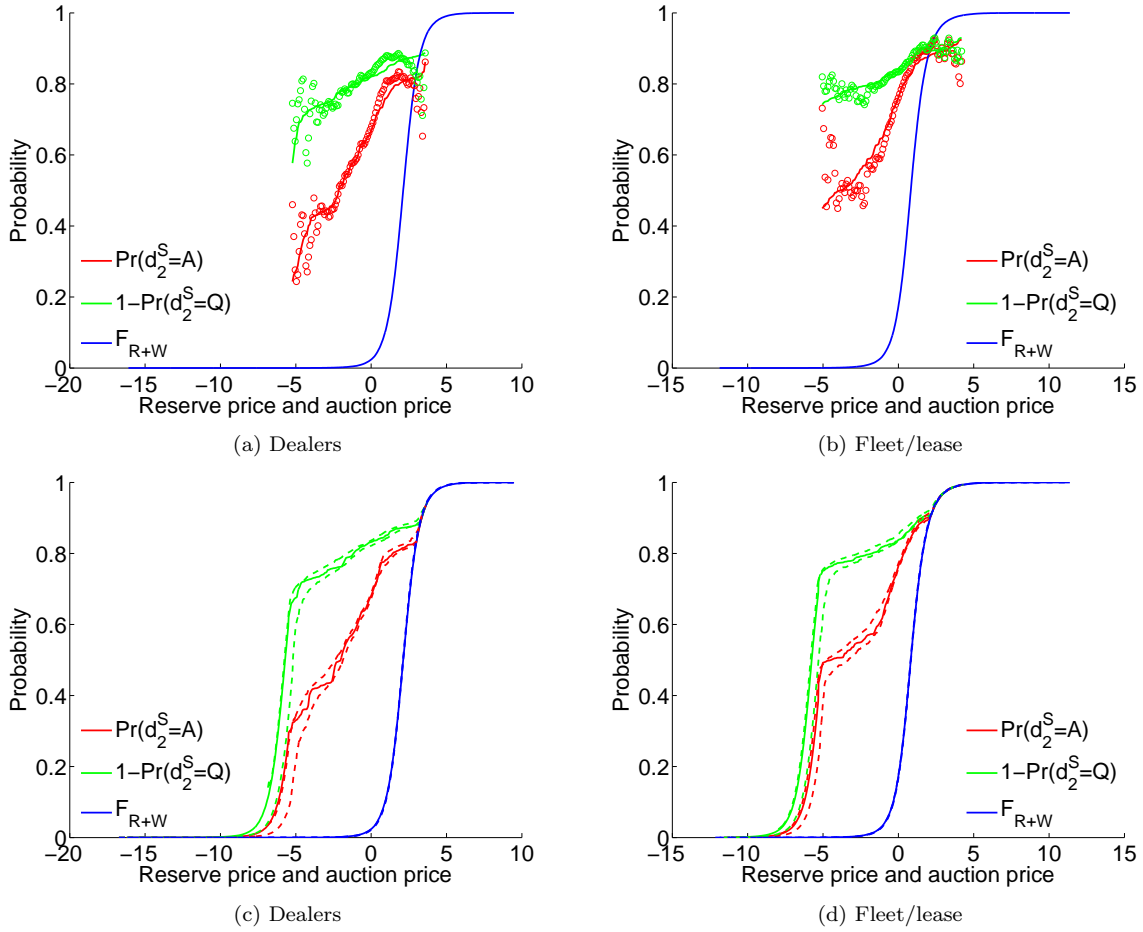 1
0.8
0.6
0.4
0.2
0
Probability
Pr(d₂ˢ=A)
1−Pr(d₂ˢ=Q)
F_{R+W}
−20 −15 −10 −5 0 5 10
Reserve price and auction price
(a) Dealers
1
0.8
0.6
0.4
0.2
0
Probability
Pr(d₂ˢ=A)
1−Pr(d₂ˢ=Q)
F_{R+W}
−15 −10 −5 0 5 10 15
Reserve price and auction price
(b) Fleet/lease
1
0.8
0.6
0.4
0.2
0
Probability
Pr(d₂ˢ=A)
1−Pr(d₂ˢ=Q)
F_{R+W}
−20 −15 −10 −5 0 5 10
Reserve price and auction price
(c) Dealers
1
0.8
0.6
0.4
0.2
0
Probability
Pr(d₂ˢ=A)
1−Pr(d₂ˢ=Q)
F_{R+W}
−15 −10 −5 0 5 10 15
Reserve price and auction price
(d) Fleet/lease